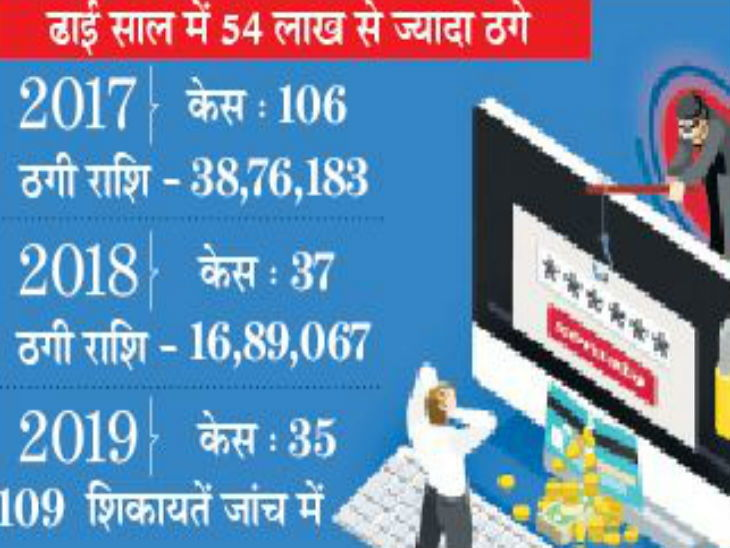 ढाई साल में 54 लाख से ज्यादा ठगे
2017 केस : 106
ठगी राशि - 38,76,183
2018 केस : 37
ठगी राशि - 16,89,067
2019 केस : 35
109 शिकायतें जांच में
******